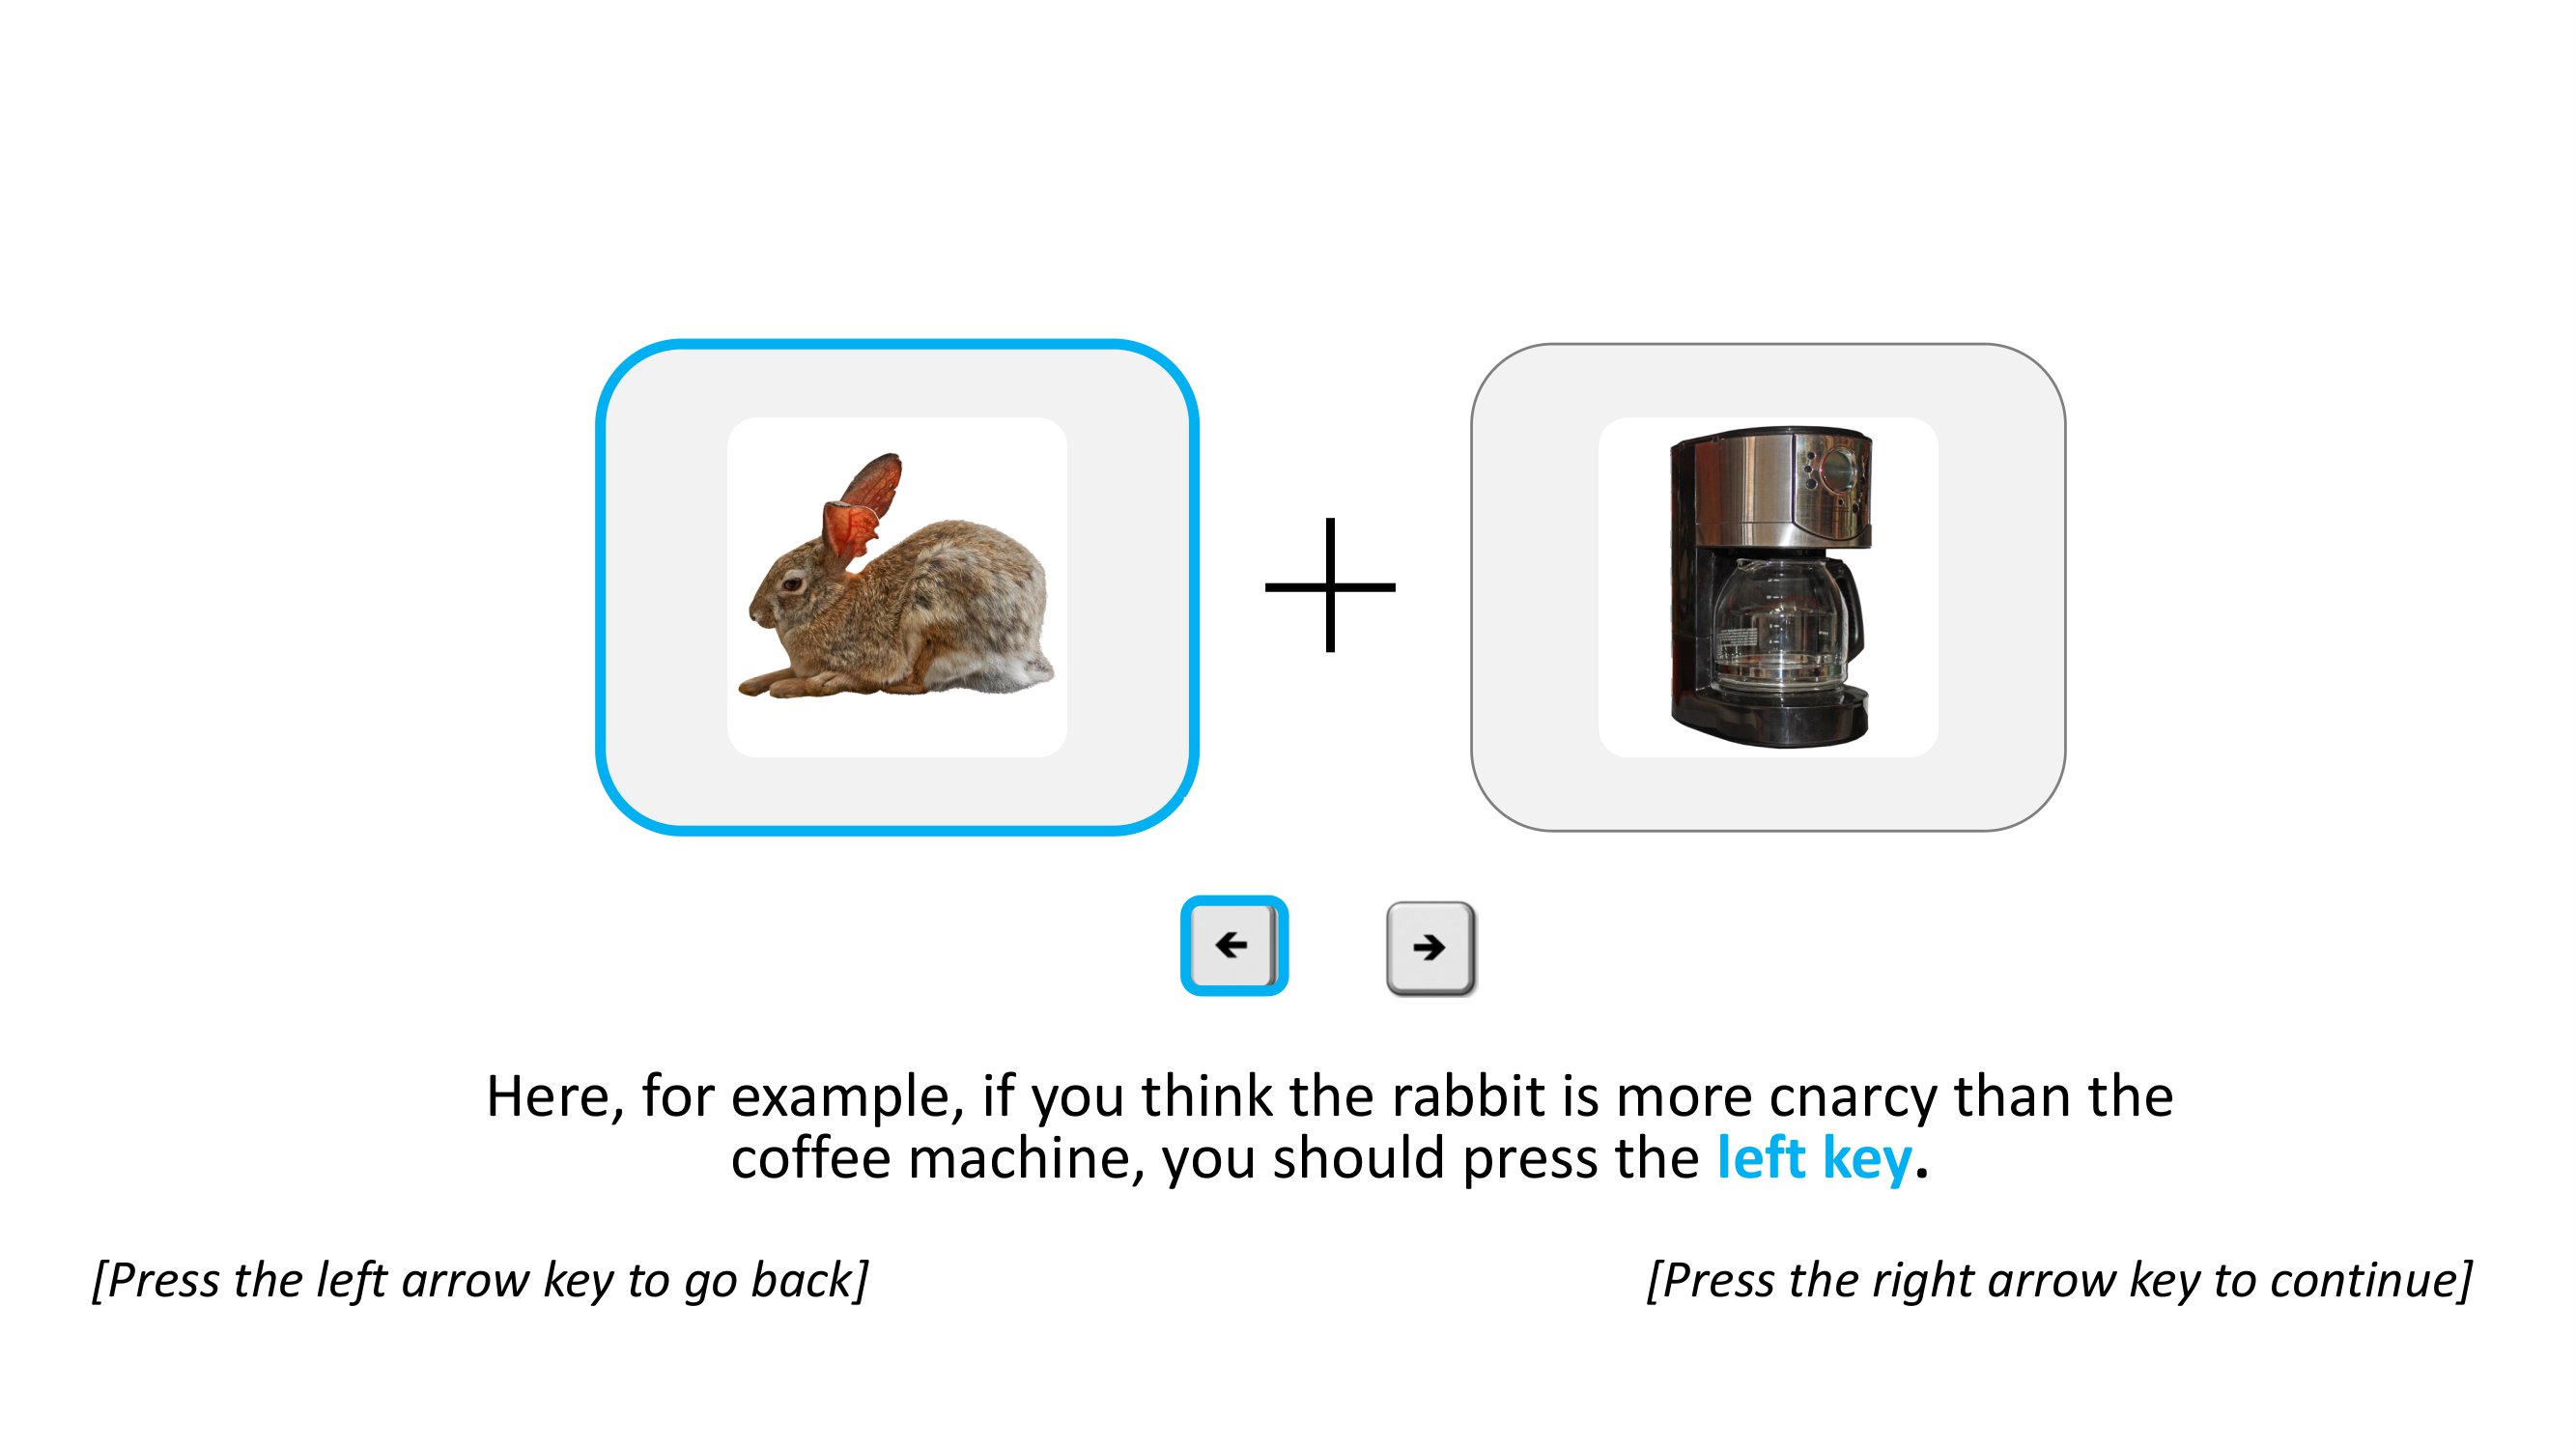 Here, for example, if you think the rabbit is more cnarcy than the
coffee machine, you should press the left key.
[Press the left arrow key to go back]
[Press the right arrow key to continue]